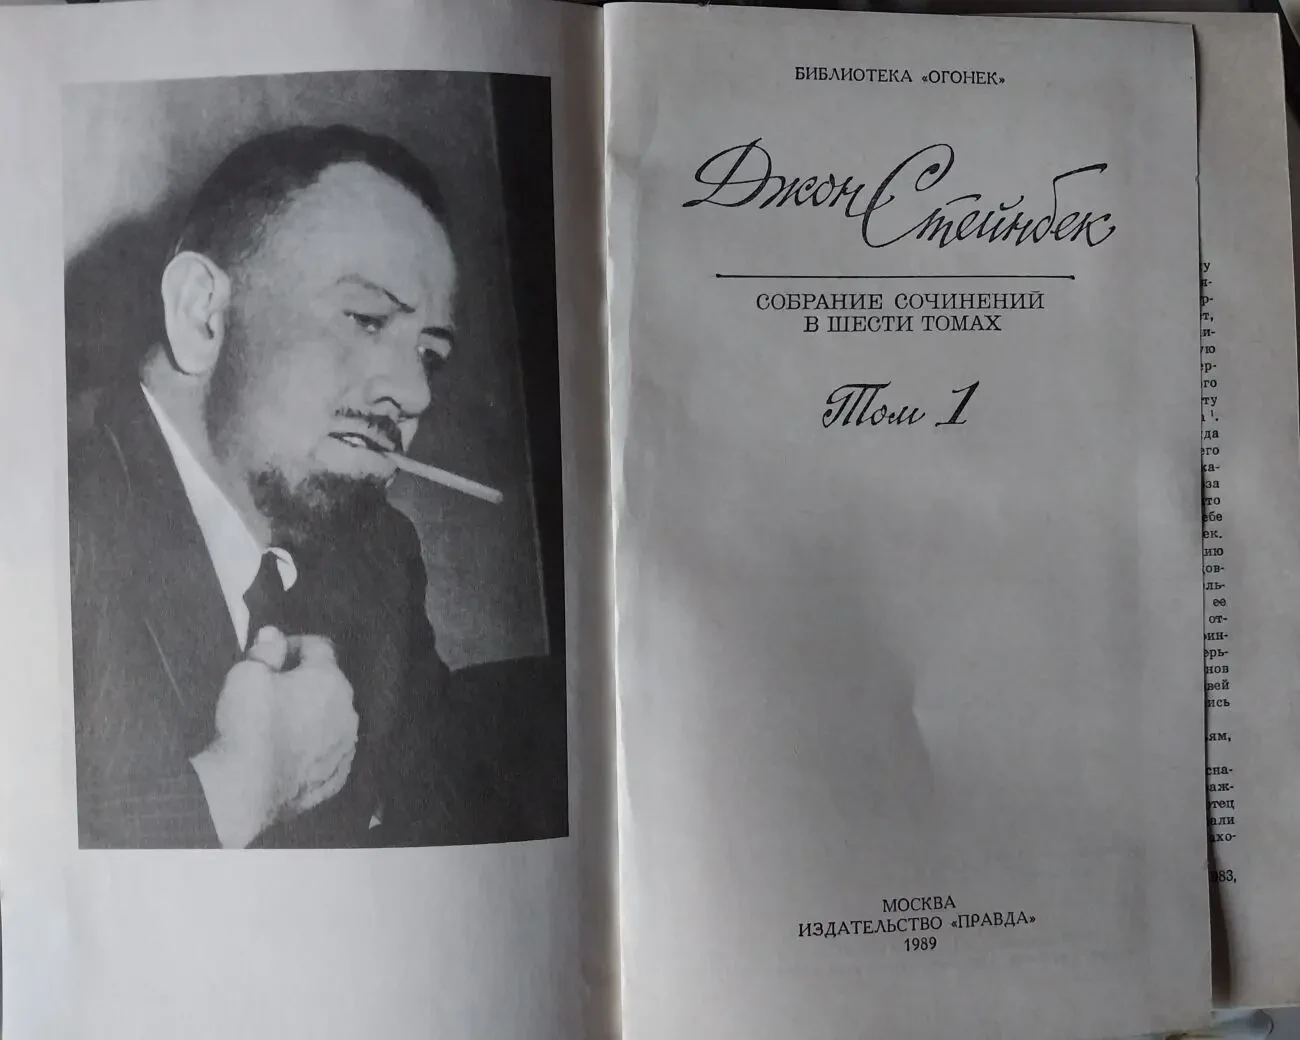 БИБЛИОТЕКА «ОГОНЕК»
Джон Стейнбек
СОБРАНИЕ СОЧИНЕНИЙ
В ШЕСТИ ТОМАХ
Том 1
МОСКВА
ИЗДАТЕЛЬСТВО «ПРАВДА»
1989